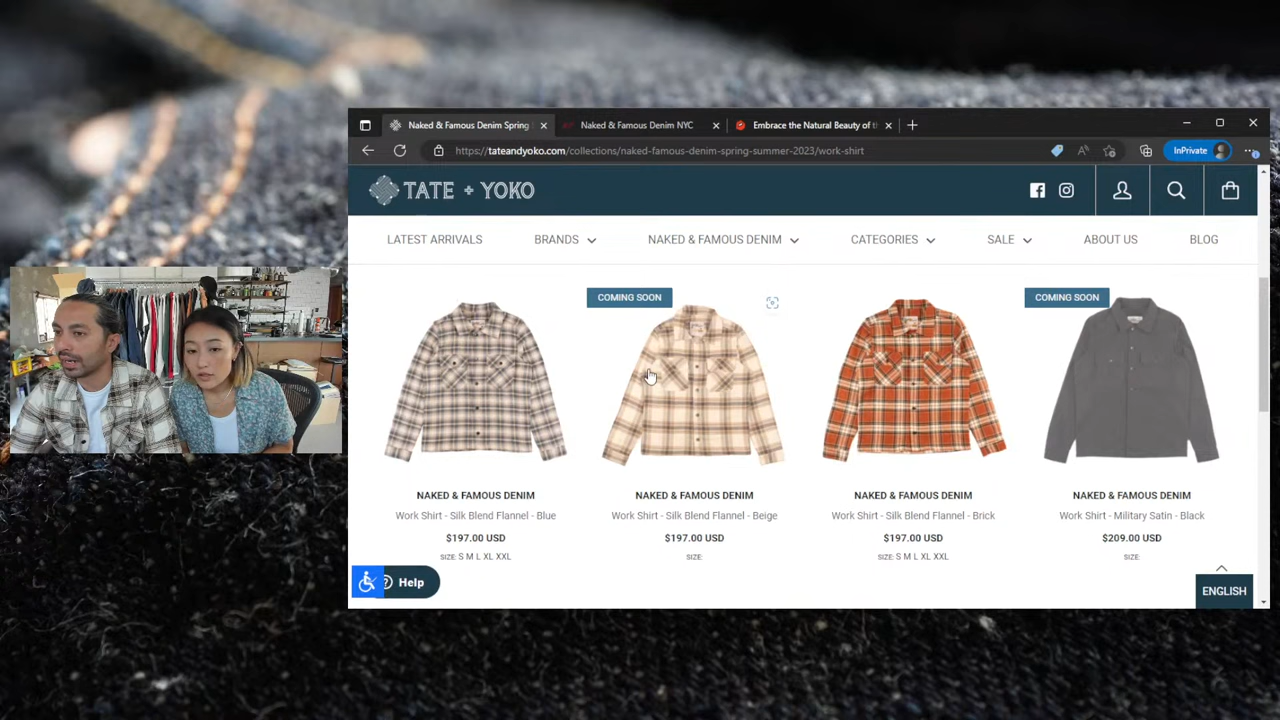 Naked & Famous Denim Spring
Naked & Famous Denim NYC
Embrace the Natural Beauty of t
https://tateandyoko.com/collections/naked-famous-denim-spring-summer-2023/work-shirt
InPrivate
TATE + YOKO
LATEST ARRIVALS
BRANDS
NAKED & FAMOUS DENIM
CATEGORIES
SALE
ABOUT US
BLOG
COMING SOON
COMING SOON
NAKED & FAMOUS DENIM
Work Shirt - Silk Blend Flannel - Blue
$197.00 USD
SIZE: S M L XL XXL
NAKED & FAMOUS DENIM
Work Shirt - Silk Blend Flannel - Beige
$197.00 USD
SIZE:
NAKED & FAMOUS DENIM
Work Shirt - Silk Blend Flannel - Brick
$197.00 USD
SIZE: S M L XL XXL
NAKED & FAMOUS DENIM
Work Shirt - Military Satin - Black
$209.00 USD
SIZE:
Help
ENGLISH